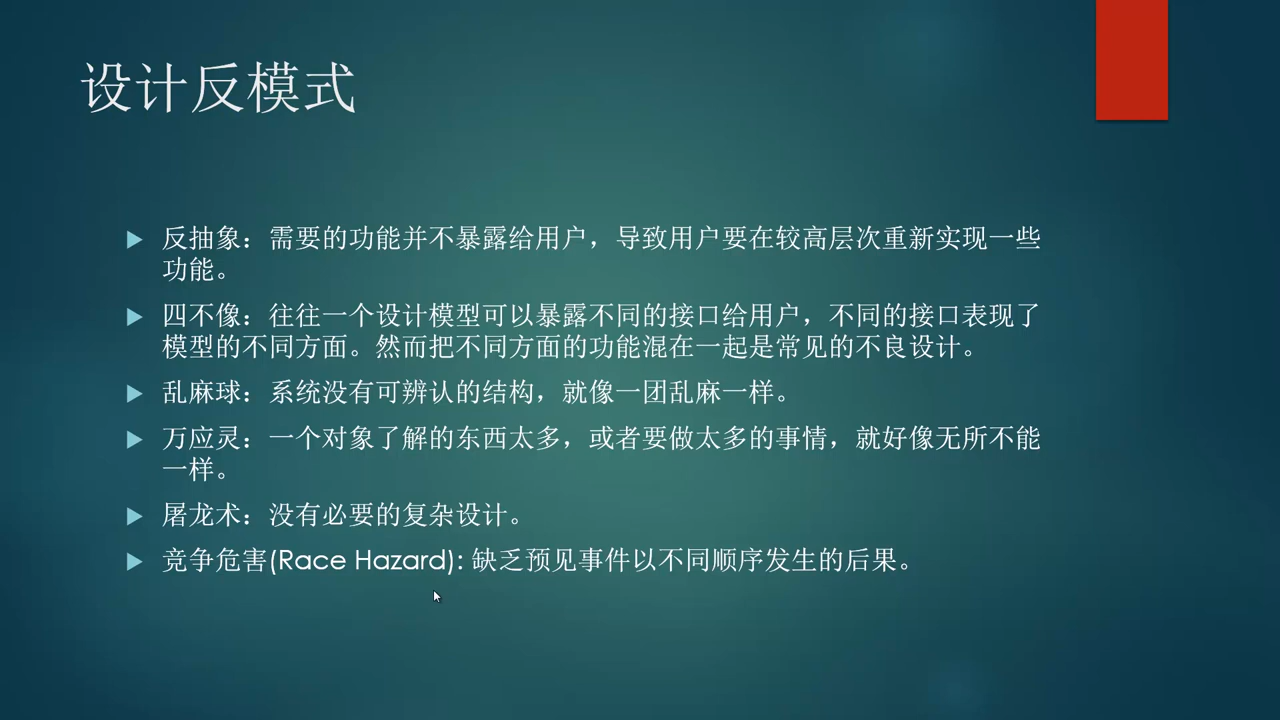 设计反模式
反抽象：需要的功能并不暴露给用户，导致用户要在较高层次重新实现一些
功能。
四不像：往往一个设计模型可以暴露不同的接口给用户，不同的接口表现了
模型的不同方面。然而把不同方面的功能混在一起是常见的不良设计。
乱麻球：系统没有可辨认的结构，就像一团乱麻一样。
万应灵：一个对象了解的东西太多，或者要做太多的事情，就好像无所不能
一样。
屠龙术：没有必要的复杂设计。
竞争危害(Race Hazard): 缺乏预见事件以不同顺序发生的后果。